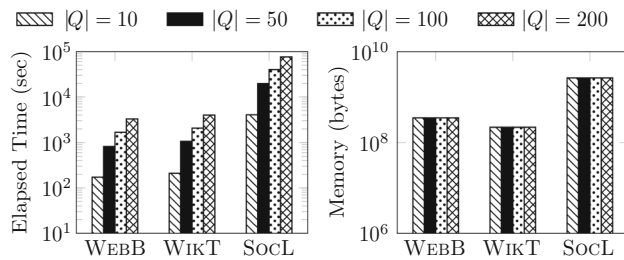 |Q| = 10 |Q| = 50 |Q| = 100 |Q| = 200
Elapsed Time (sec)
10^5
10^4
10^3
10^2
10^1
WEBB WIKT SOCL
Memory (bytes)
10^10
10^8
10^6
WEBB WIKT SOCL